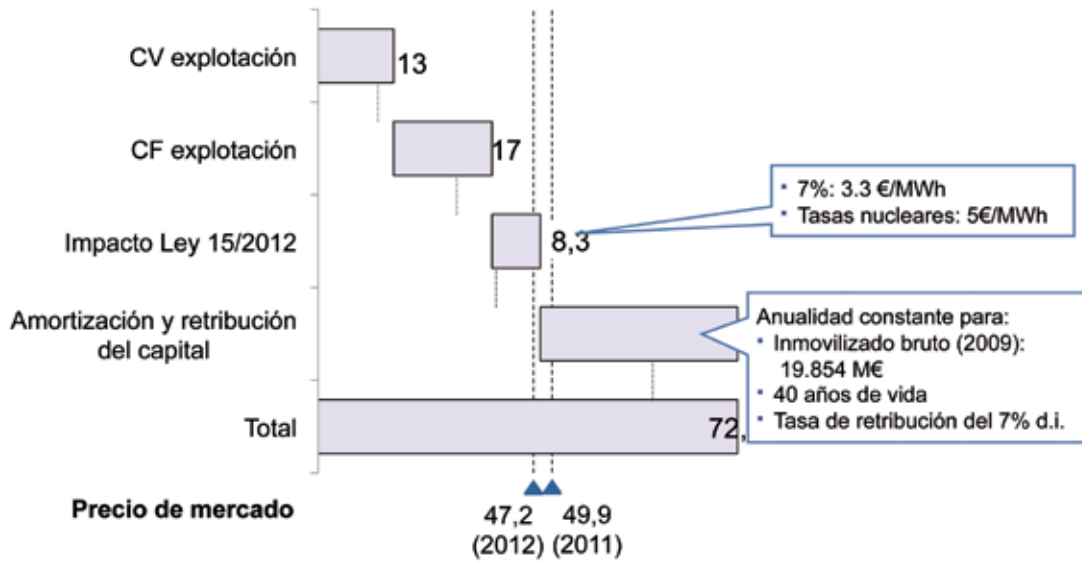 CV explotación
13
CF explotación
17
Impacto Ley 15/2012
8,3
▪ 7%: 3.3 €/MWh
▪ Tasas nucleares: 5€/MWh
Amortización y retribución
del capital
Anualidad constante para:
▪ Inmovilizado bruto (2009):
19.854 M€
▪ 40 años de vida
▪ Tasa de retribución del 7% d.i.
Total
72,
Precio de mercado
47,2
(2012)
49,9
(2011)